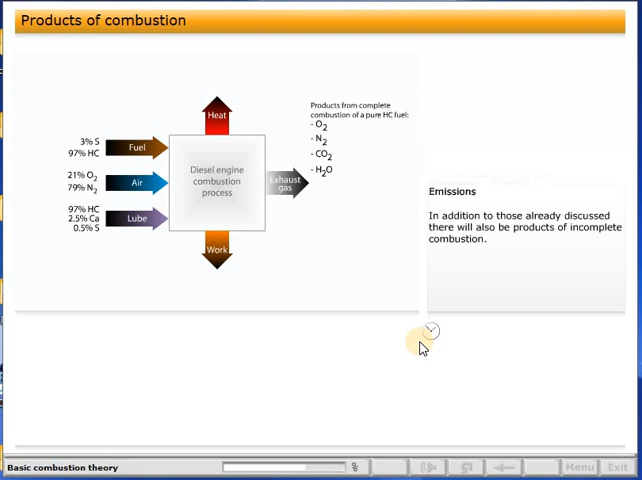 Products of combustion
Heat
Products from complete
combustion of a pure HC fuel:
- O2
- N2
- CO2
- H2O
3% S
97% HC
Fuel
21% O2
79% N2
Air
97% HC
2.5% Ca
0.5% S
Lube
Diesel engine
combustion
process
Exhaust
gas
Work
Emissions
In addition to those already discussed
there will also be products of incomplete
combustion.
Basic combustion theory
Menu
Exit